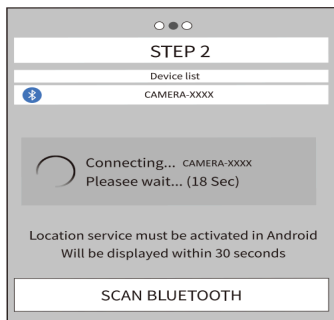 STEP 2
Device list
CAMERA-XXXX
Connecting... CAMERA-XXXX
Pleasee wait... (18 Sec)
Location service must be activated in Android
Will be displayed within 30 seconds
SCAN BLUETOOTH